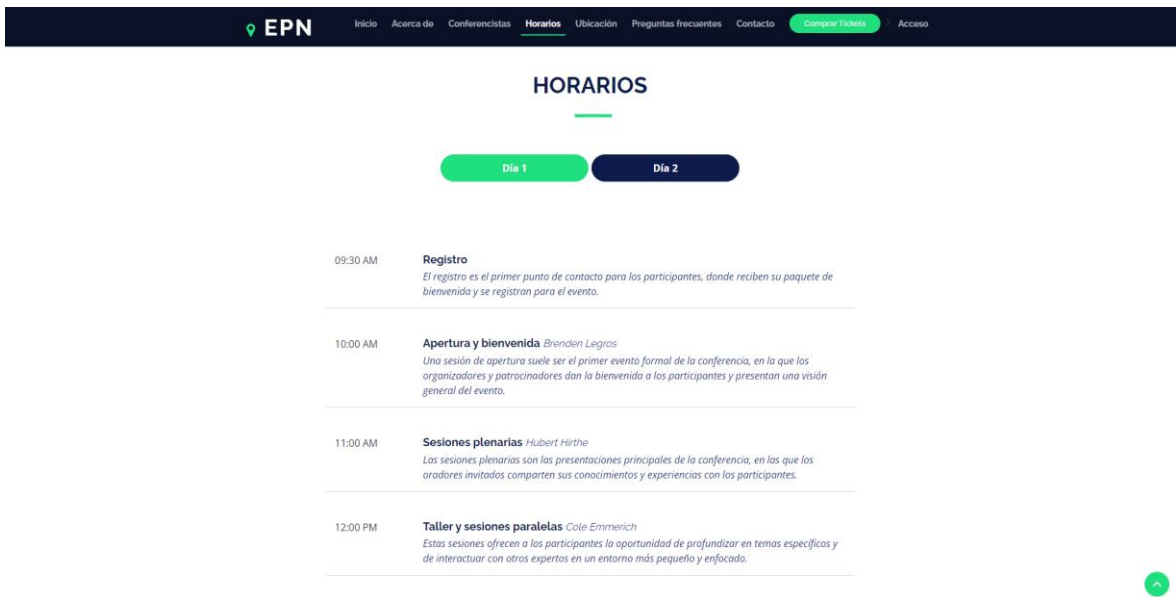 EPN
Inicio Acerca de Conferencistas Horarios Ubicación Preguntas frecuentes Contacto Comprar Tickets Acceso
HORARIOS
Día 1 Día 2
09:30 AM Registro
El registro es el primer punto de contacto para los participantes, donde reciben su paquete de
bienvenida y se registran para el evento.
10:00 AM Apertura y bienvenida Brenden Legros
Una sesión de apertura suele ser el primer evento formal de la conferencia, en la que los
organizadores y patrocinadores dan la bienvenida a los participantes y presentan una visión
general del evento.
11:00 AM Sesiones plenarias Hubert Hirthe
Las sesiones plenarias son las presentaciones principales de la conferencia, en las que los
oradores invitados comparten sus conocimientos y experiencias con los participantes.
12:00 PM Taller y sesiones paralelas Cole Emmerich
Estas sesiones ofrecen a los participantes la oportunidad de profundizar en temas específicos y
de interactuar con otros expertos en un entorno más pequeño y enfocado.